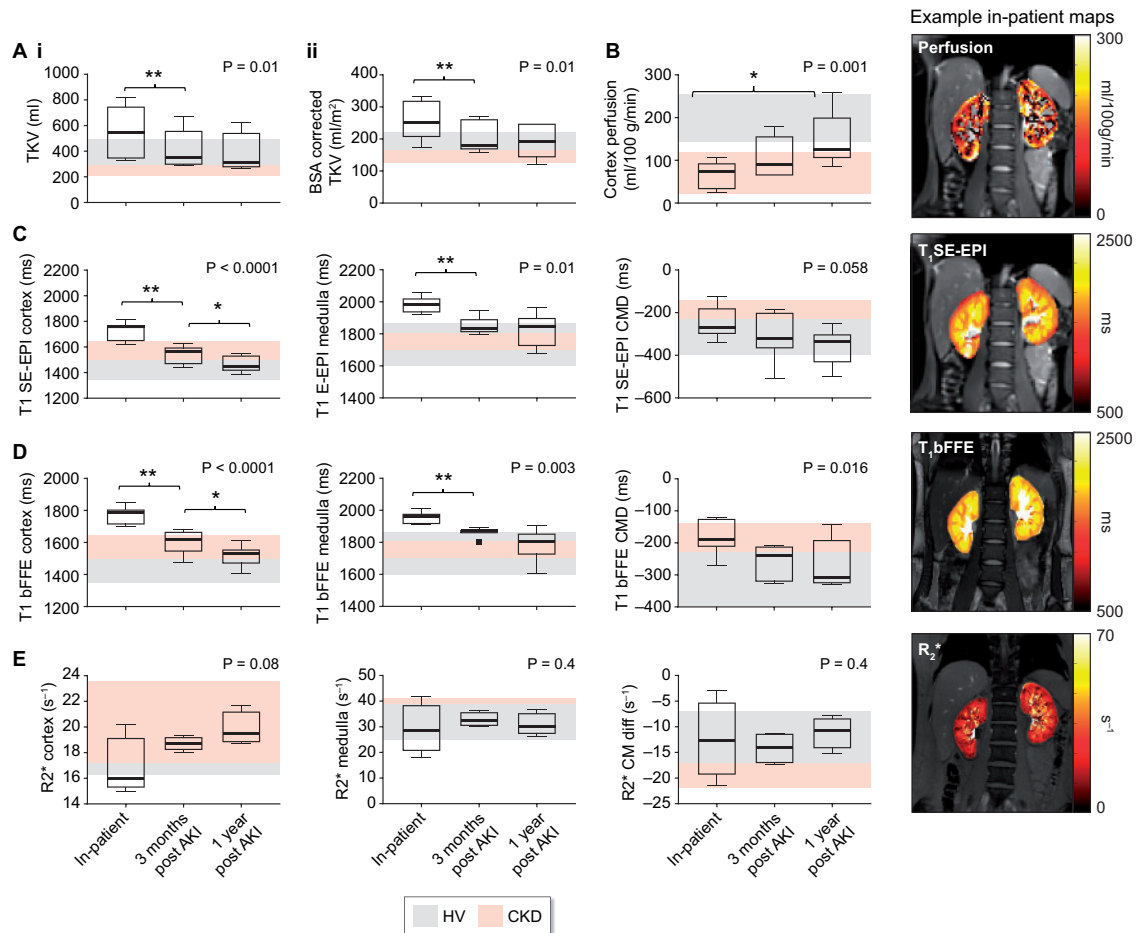 Example in-patient maps
A i
ii
B
P = 0.01
P = 0.01
P = 0.001
**
**
*
TKV (ml)
1000
800
600
400
200
0
BSA corrected
TKV (ml/m²)
400
300
200
100
0
Cortex perfusion
(ml/100 g/min)
300
200
100
0
Perfusion
300
ml/100g/min
0
C
P < 0.0001
P = 0.01
P = 0.058
**
*
**
T1 SE-EPI cortex (ms)
2200
2000
1800
1600
1400
1200
T1 E-EPI medulla (ms)
2200
2000
1800
1600
1400
T1 SE-EPI CMD (ms)
0
−200
−400
−600
T₁SE-EPI
2500
ms
500
D
P < 0.0001
P = 0.003
P = 0.016
**
*
**
T1 bFFE cortex (ms)
2200
2000
1800
1600
1400
1200
T1 bFFE medulla (ms)
2200
2000
1800
1600
1400
T1 bFFE CMD (ms)
0
−100
−200
−300
−400
T₁bFFE
2500
ms
500
E
P = 0.08
P = 0.4
P = 0.4
R2* cortex (s⁻¹)
24
22
20
18
16
14
R2* medulla (s⁻¹)
50
40
30
20
10
0
R2* CM diff (s⁻¹)
0
−5
−10
−15
−20
−25
R₂*
70
s⁻¹
0
In-patient
3 months
post AKI
1 year
post AKI
In-patient
3 months
post AKI
1 year
post AKI
In-patient
3 months
post AKI
1 year
post AKI
HV
CKD